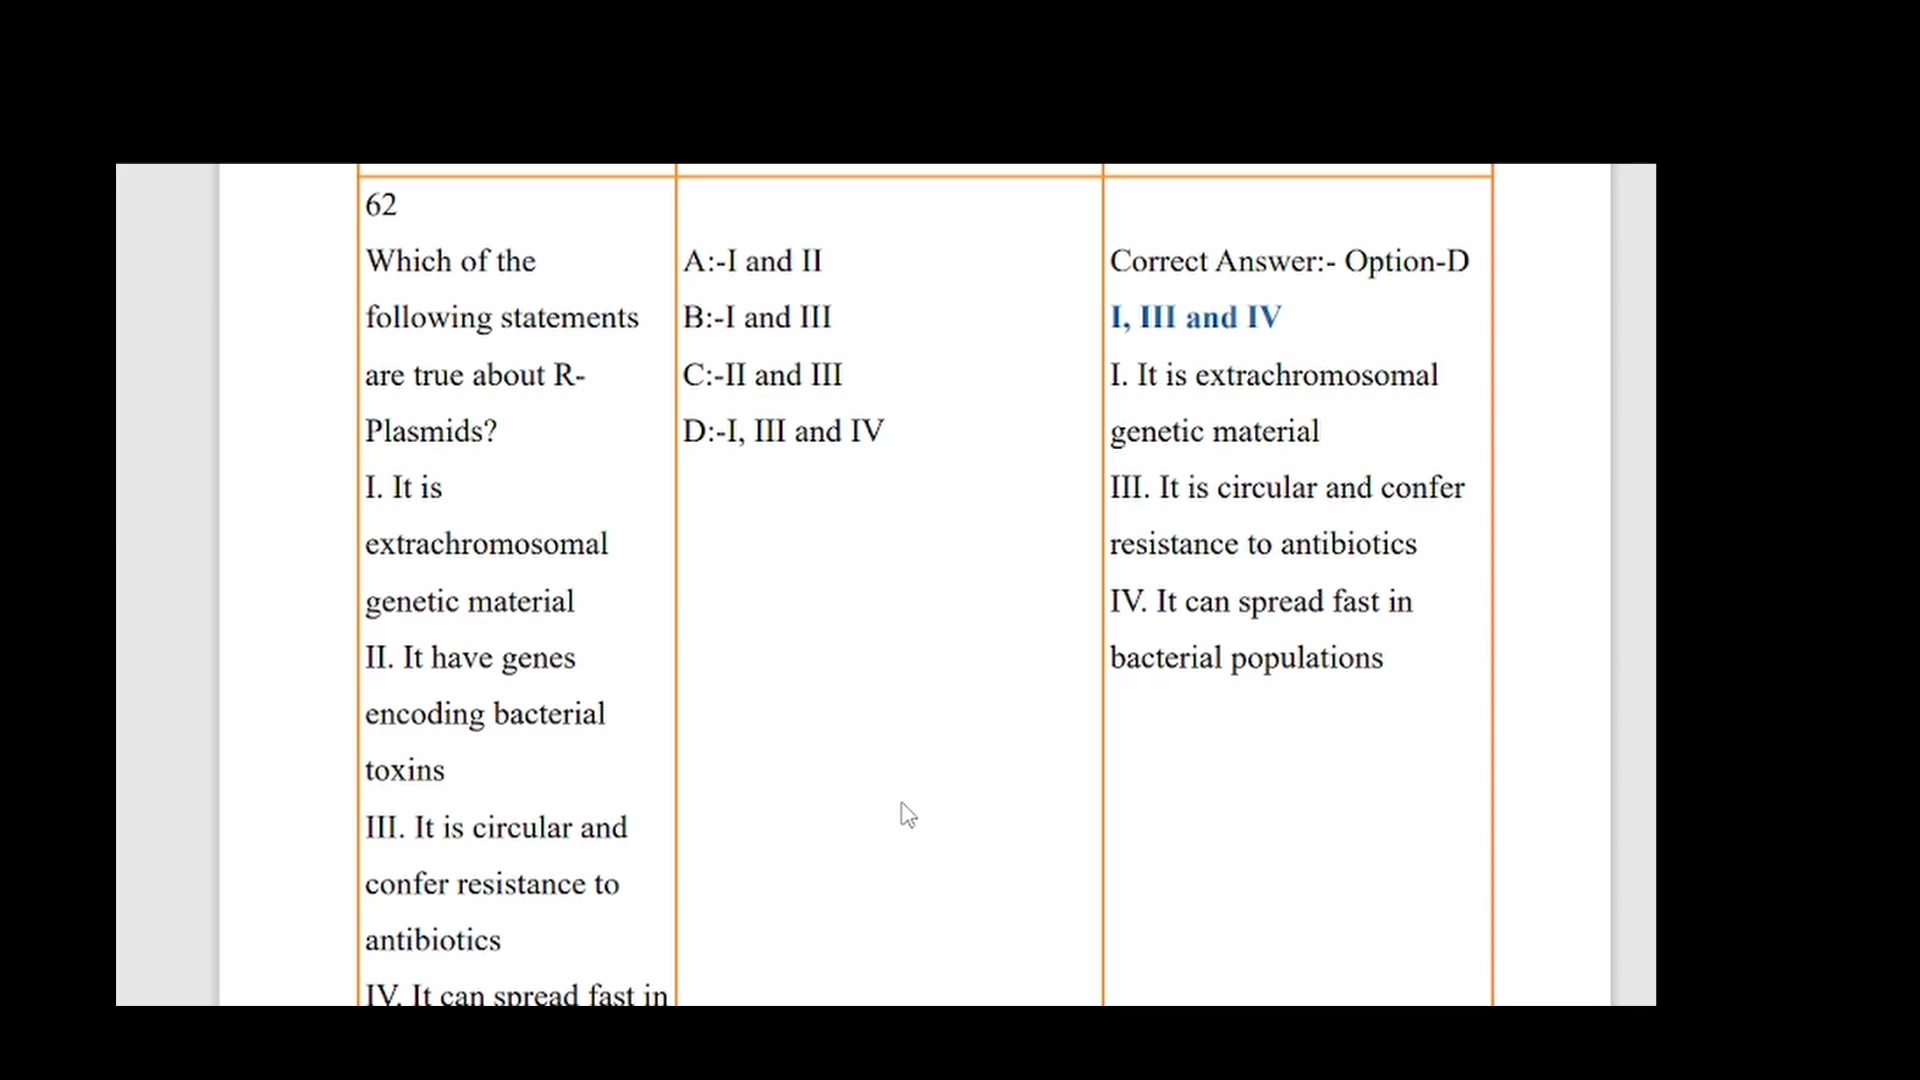 62
Which of the
following statements
are true about R-
Plasmids?
I. It is
extrachromosomal
genetic material
II. It have genes
encoding bacterial
toxins
III. It is circular and
confer resistance to
antibiotics
IV. It can spread fast in
A:-I and II
B:-I and III
C:-II and III
D:-I, III and IV
Correct Answer:- Option-D
I, III and IV
I. It is extrachromosomal
genetic material
III. It is circular and confer
resistance to antibiotics
IV. It can spread fast in
bacterial populations